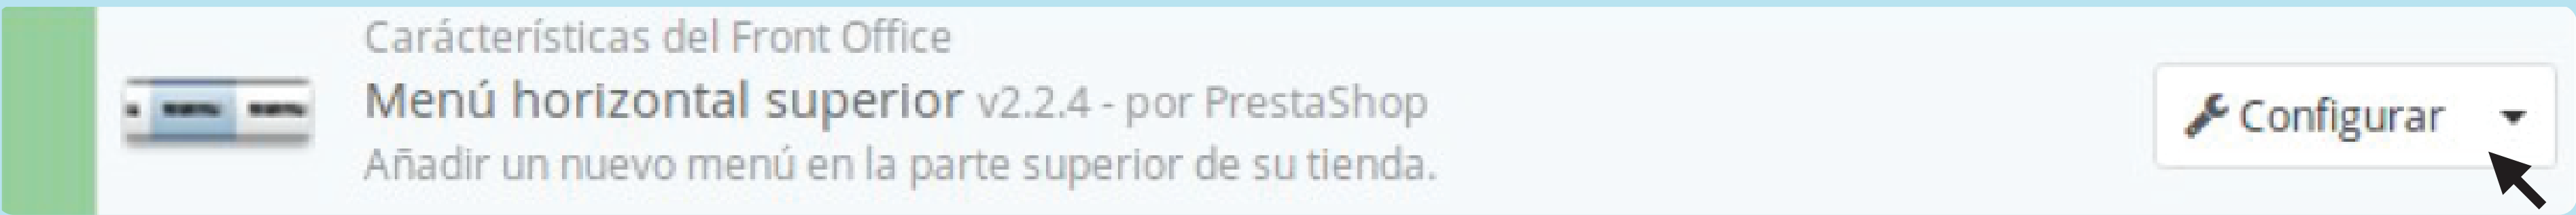 Carácterísticas del Front Office
Menú horizontal superior v2.2.4 - por PrestaShop
Añadir un nuevo menú en la parte superior de su tienda.
Configurar